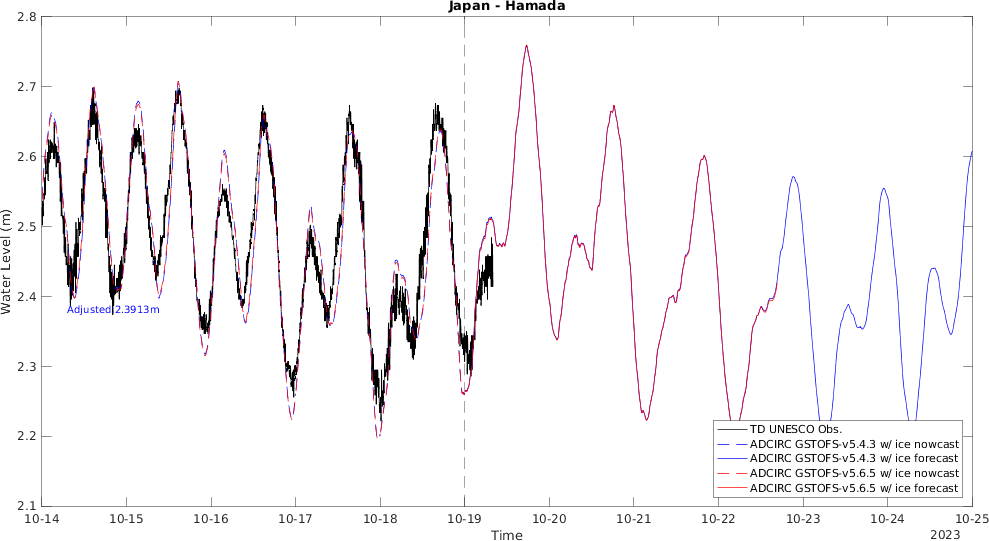 Japan - Hamada
Water Level (m)
2.8
2.7
2.6
2.5
2.4
2.3
2.2
2.1
Adjusted 2.3913m
TD UNESCO Obs.
ADCIRC GSTOFS-v5.4.3 w/ ice nowcast
ADCIRC GSTOFS-v5.4.3 w/ ice forecast
ADCIRC GSTOFS-v5.6.5 w/ ice nowcast
ADCIRC GSTOFS-v5.6.5 w/ ice forecast
10-14 10-15 10-16 10-17 10-18 10-19 10-20 10-21 10-22 10-23 10-24 10-25
Time
2023